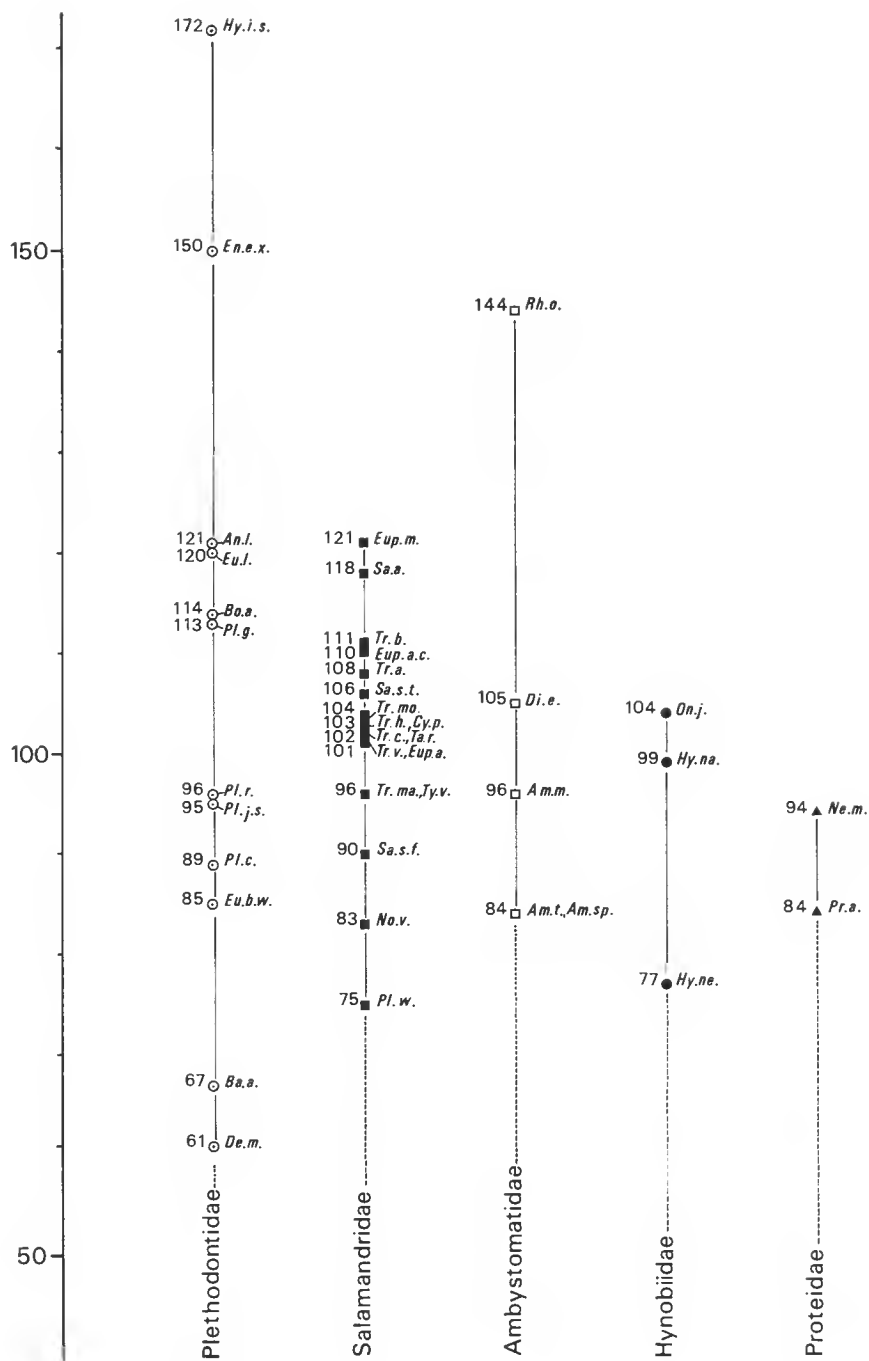 172 Hy.i.s.
150
150 En.e.x.
144 Rh.o.
121 An.l.
120 Eu.l.
121 Eup.m.
118 Sa.a.
114 Bo.a.
113 Pl.g.
111 Tr.b.
110 Eup.a.c.
108 Tr.a.
106 Sa.s.t.
104 Tr.mo.
103 Tr.h.,Cy.p.
102 Tr.c.,Ta.r.
101 Tr.v.,Eup.a.
105 Di.e.
104 On.j.
100
99 Hy.na.
96 Pl.r.
95 Pl.j.s.
96 Tr.ma.,Ty.v.
96 Am.m.
94 Ne.m.
89 Pl.c.
90 Sa.s.f.
85 Eu.b.w.
83 No.v.
84 Am.t.,Am.sp.
84 Pr.a.
77 Hy.ne.
75 Pl.w.
67 Ba.a.
61 De.m.
50
Plethodontidae
Salamandridae
Ambystomatidae
Hynobiidae
Proteidae